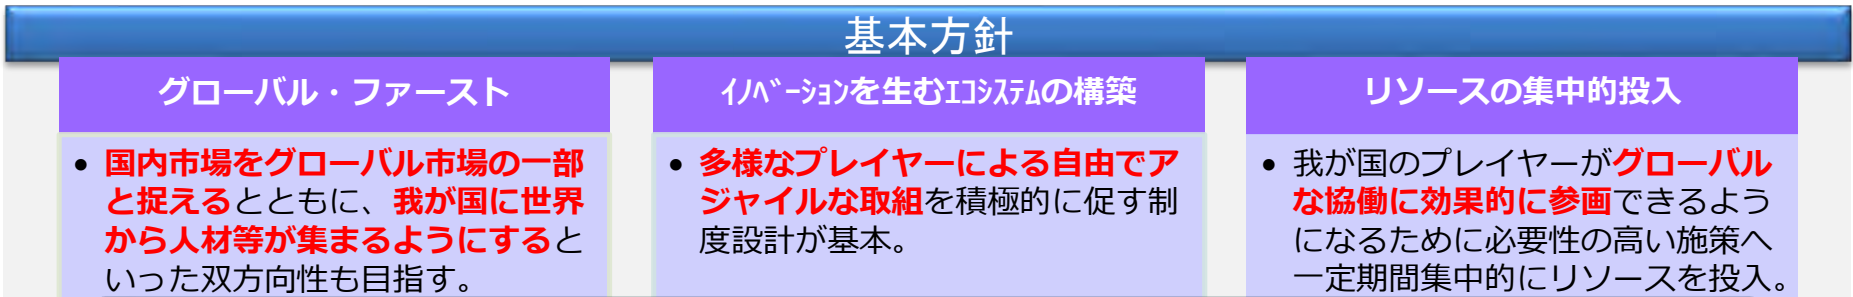 基本方針
グローバル・ファースト
• 国内市場をグローバル市場の一部
と捉えるとともに、我が国に世界
から人材等が集まるようにすると
いった双方向性も目指す。
ｲﾉﾍﾞｰｼｮﾝを生むｴｺｼｽﾃﾑの構築
• 多様なプレイヤーによる自由でア
ジャイルな取組を積極的に促す制
度設計が基本。
リソースの集中的投入
• 我が国のプレイヤーがグローバル
な協働に効果的に参画できるよう
になるために必要性の高い施策へ
一定期間集中的にリソースを投入。